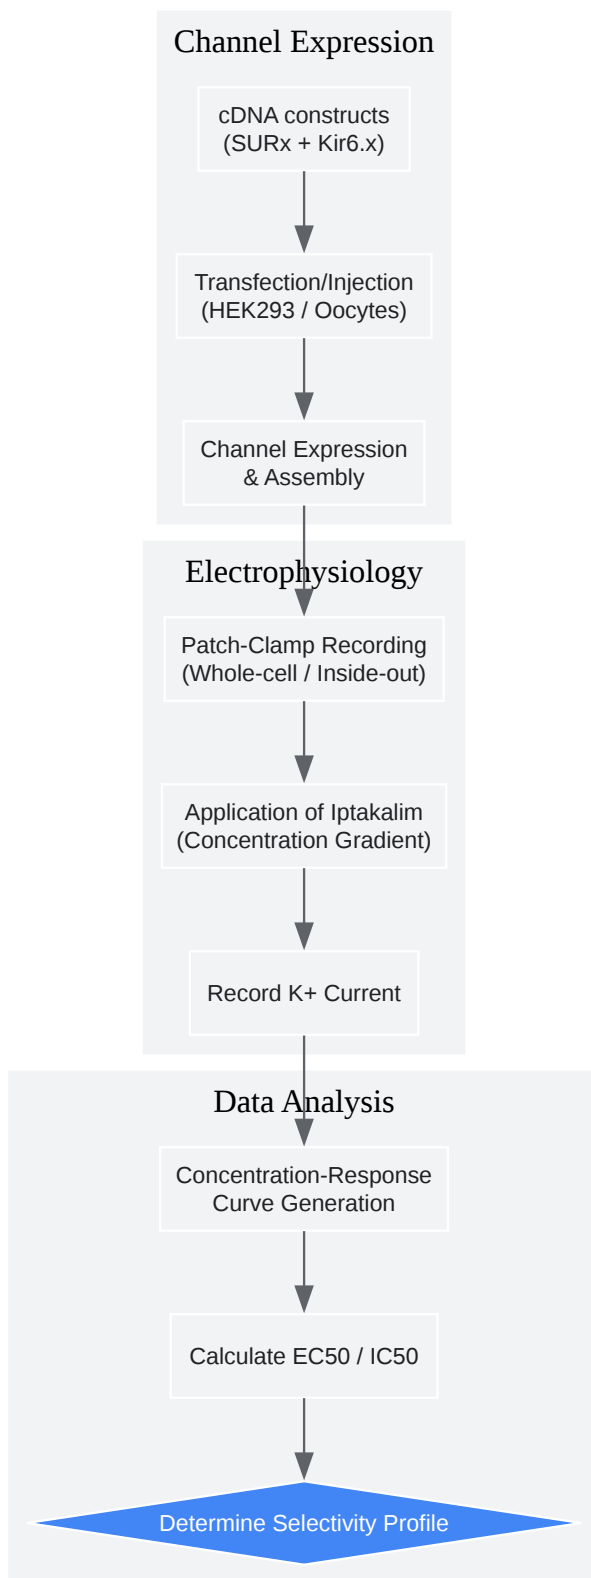 Channel Expression
cDNA constructs
(SURx + Kir6.x)
Transfection/Injection
(HEK293 / Oocytes)
Channel Expression
& Assembly
Electrophysiology
Patch-Clamp Recording
(Whole-cell / Inside-out)
Application of Iptakalim
(Concentration Gradient)
Record K+ Current
Data Analysis
Concentration-Response
Curve Generation
Calculate EC50 / IC50
Determine Selectivity Profile